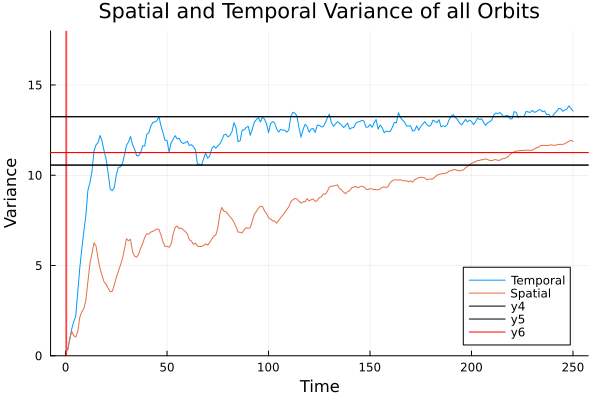 Spatial and Temporal Variance of all Orbits
15
10
5
0
Variance
0 50 100 150 200 250
Time
Temporal
Spatial
y4
y5
y6